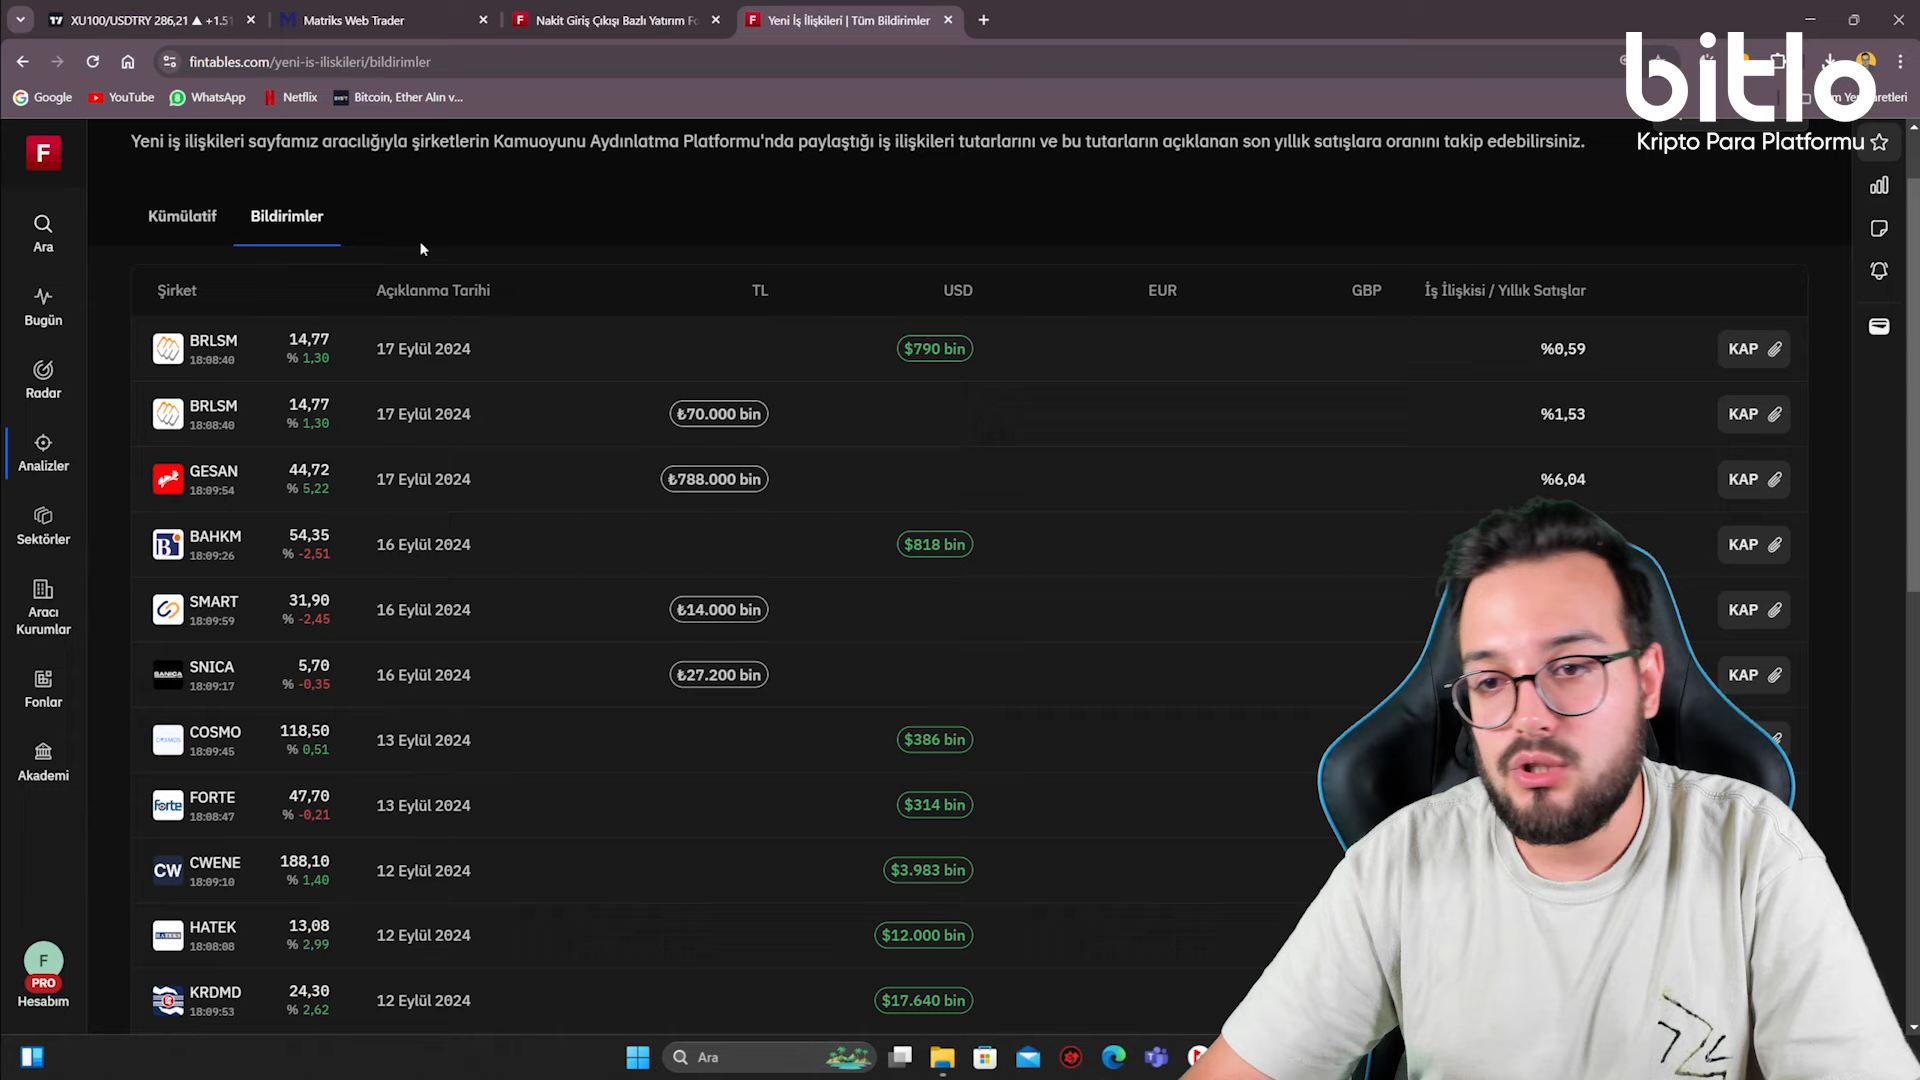 XU100/USDTRY 286,21 ▲ +1.51
Matriks Web Trader
Nakit Giriş Çıkışı Bazlı Yatırım Fo
Yeni İş İlişkileri | Tüm Bildirimler
fintables.com/yeni-is-iliskileri/bildirimler
Google
YouTube
WhatsApp
Netflix
Bitcoin, Ether Alın v...
bitlo
Kripto Para Platformu
Yeni iş ilişkileri sayfamız aracılığıyla şirketlerin Kamuoyunu Aydınlatma Platformu'nda paylaştığı iş ilişkileri tutarlarını ve bu tutarların açıklanan son yıllık satışlara oranını takip edebilirsiniz.
Kümülatif Bildirimler
Şirket Açıklanma Tarihi TL USD EUR GBP İş İlişkisi / Yıllık Satışlar
BRLSM 14,77 17 Eylül 2024 $790 bin %0,59 KAP
18:08:40 % 1,30
BRLSM 14,77 17 Eylül 2024 ₺70.000 bin %1,53 KAP
18:08:40 % 1,30
GESAN 44,72 17 Eylül 2024 ₺788.000 bin %6,04 KAP
18:09:54 % 5,22
BAHKM 54,35 16 Eylül 2024 $818 bin KAP
18:09:26 % -2,51
SMART 31,90 16 Eylül 2024 ₺14.000 bin KAP
18:09:59 % -2,45
SNICA 5,70 16 Eylül 2024 ₺27.200 bin KAP
18:09:17 % -0,35
COSMO 118,50 13 Eylül 2024 $386 bin
18:09:45 % 0,51
FORTE 47,70 13 Eylül 2024 $314 bin
18:08:47 % -0,21
CWENE 188,10 12 Eylül 2024 $3.983 bin
18:09:10 % 1,40
HATEK 13,08 12 Eylül 2024 $12.000 bin
18:08:08 % 2,99
KRDMD 24,30 12 Eylül 2024 $17.640 bin
18:09:53 % 2,62
F
Ara
Bugün
Radar
Analizler
Sektörler
Aracı
Kurumlar
Fonlar
Akademi
F
PRO
Hesabım
forte
CW
Ara